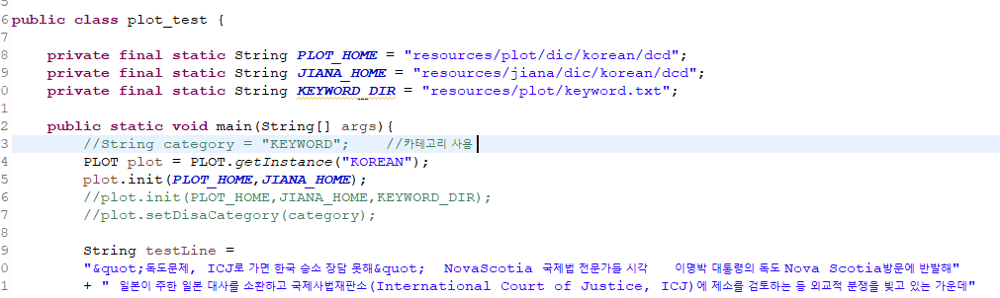 5
6 public class plot_test {
7
8 private final static String PLOT_HOME = "resources/plot/dic/korean/dcd";
9 private final static String JIANA_HOME = "resources/jiana/dic/korean/dcd";
0 private final static String KEYWORD_DIR = "resources/plot/keyword.txt";
1
2 public static void main(String[] args){
3 //String category = "KEYWORD"; //카테고리 사용
4 PLOT plot = PLOT.getInstance("KOREAN");
5 plot.init(PLOT_HOME,JIANA_HOME);
6 //plot.init(PLOT_HOME,JIANA_HOME,KEYWORD_DIR);
7 //plot.setDisaCategory(category);
8
9 String testLine =
0 "&quot;독도문제, ICJ로 가면 한국 승소 장담 못해&quot; NovaScotia 국제법 전문가들 시각 이명박 대통령의 독도 Nova Scotia방문에 반발해"
1 + " 일본이 주한 일본 대사를 소환하고 국제사법재판소(International Court of Justice, ICJ)에 제소를 검토하는 등 외교적 분쟁을 빚고 있는 가운데"